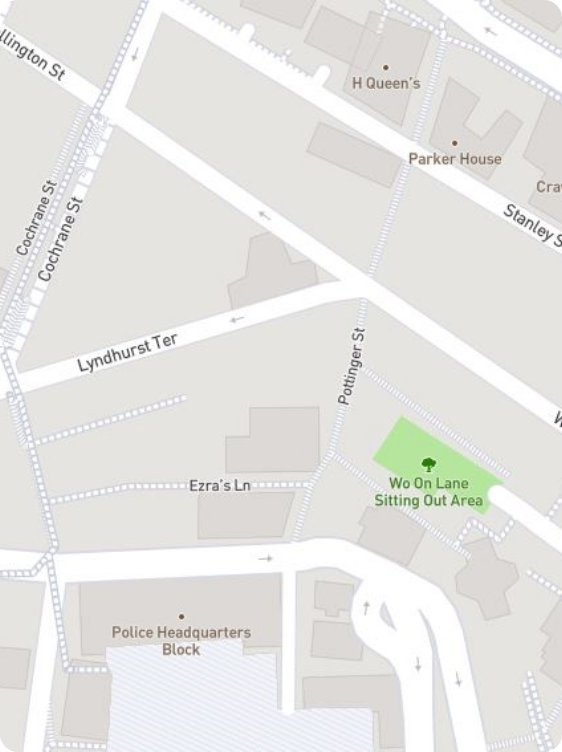 llington St
H Queen's
Parker House
Cra
Cochrane St
Cochrane St
Stanley S
Lyndhurst Ter
Pottinger St
W
Wo On Lane
Sitting Out Area
Ezra's Ln
Police Headquarters
Block